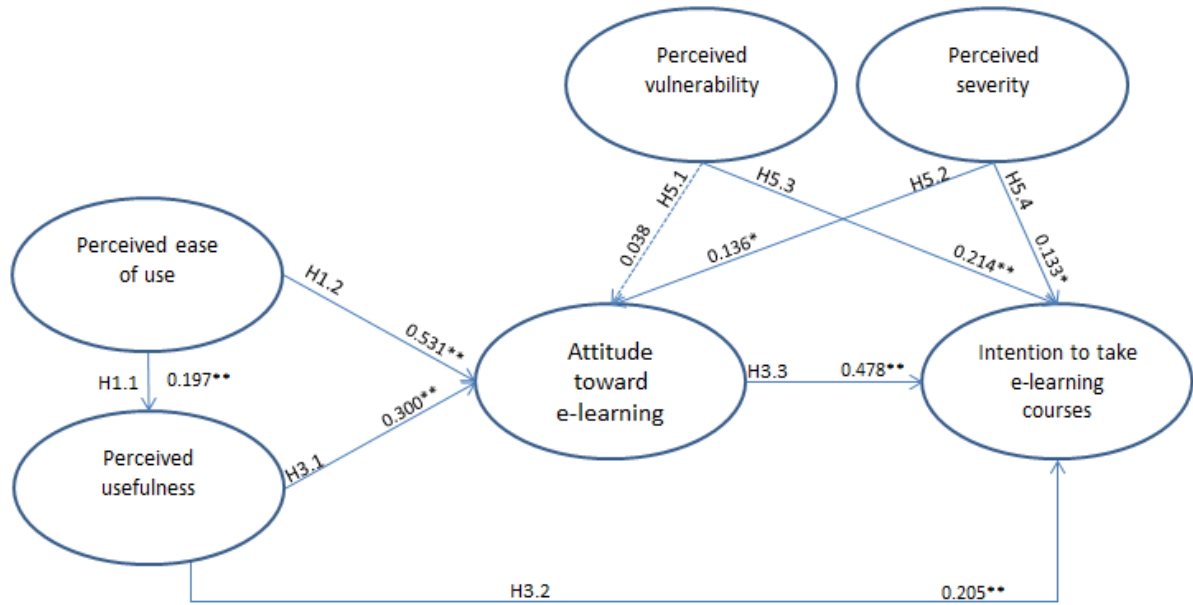 Perceived
vulnerability
Perceived
severity
H5.1
H5.3
H5.2
H5.4
0.038
0.136*
0.214**
0.133*
Perceived ease
of use
H1.2
0.531**
H1.1
0.197**
Attitude
toward
e-learning
H3.3
0.478**
Intention to take
e-learning
courses
0.300**
H3.1
Perceived
usefulness
H3.2
0.205**